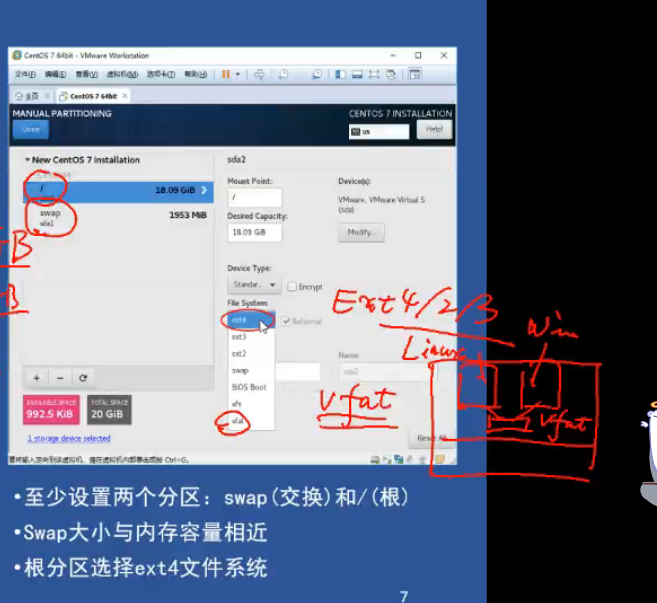 CentOS 7 64bit - VMware Workstation
文件(F) 编辑(E) 查看(V) 虚拟机(M) 选项卡(T) 帮助(H)
主页 CentOS 7 64bit
MANUAL PARTITIONING
CENTOS 7 INSTALLATION
Done
us
Help!
New CentOS 7 Installation
sda2
/
18.09 GiB
swap
1953 MiB
sda1
Mount Point:
/
Device(s):
VMware, VMware Virtual S (sda)
Desired Capacity:
18.09 GiB
Modify...
Device Type:
Standar...
Encrypt
File System:
ext4
Reformat
ext3
ext2
swap
BIOS Boot
xfs
vfat
Name:
sda2
AVAILABLE SPACE
992.5 KiB
TOTAL SPACE
20 GiB
1 storage device selected
Reset All
要将输入定向到该虚拟机，请在虚拟机内部单击或按 Ctrl+G。
Ext4/2/3
Win
Linux
vfat
vfat
•至少设置两个分区：swap(交换)和/(根)
•Swap大小与内存容量相近
•根分区选择ext4文件系统
7